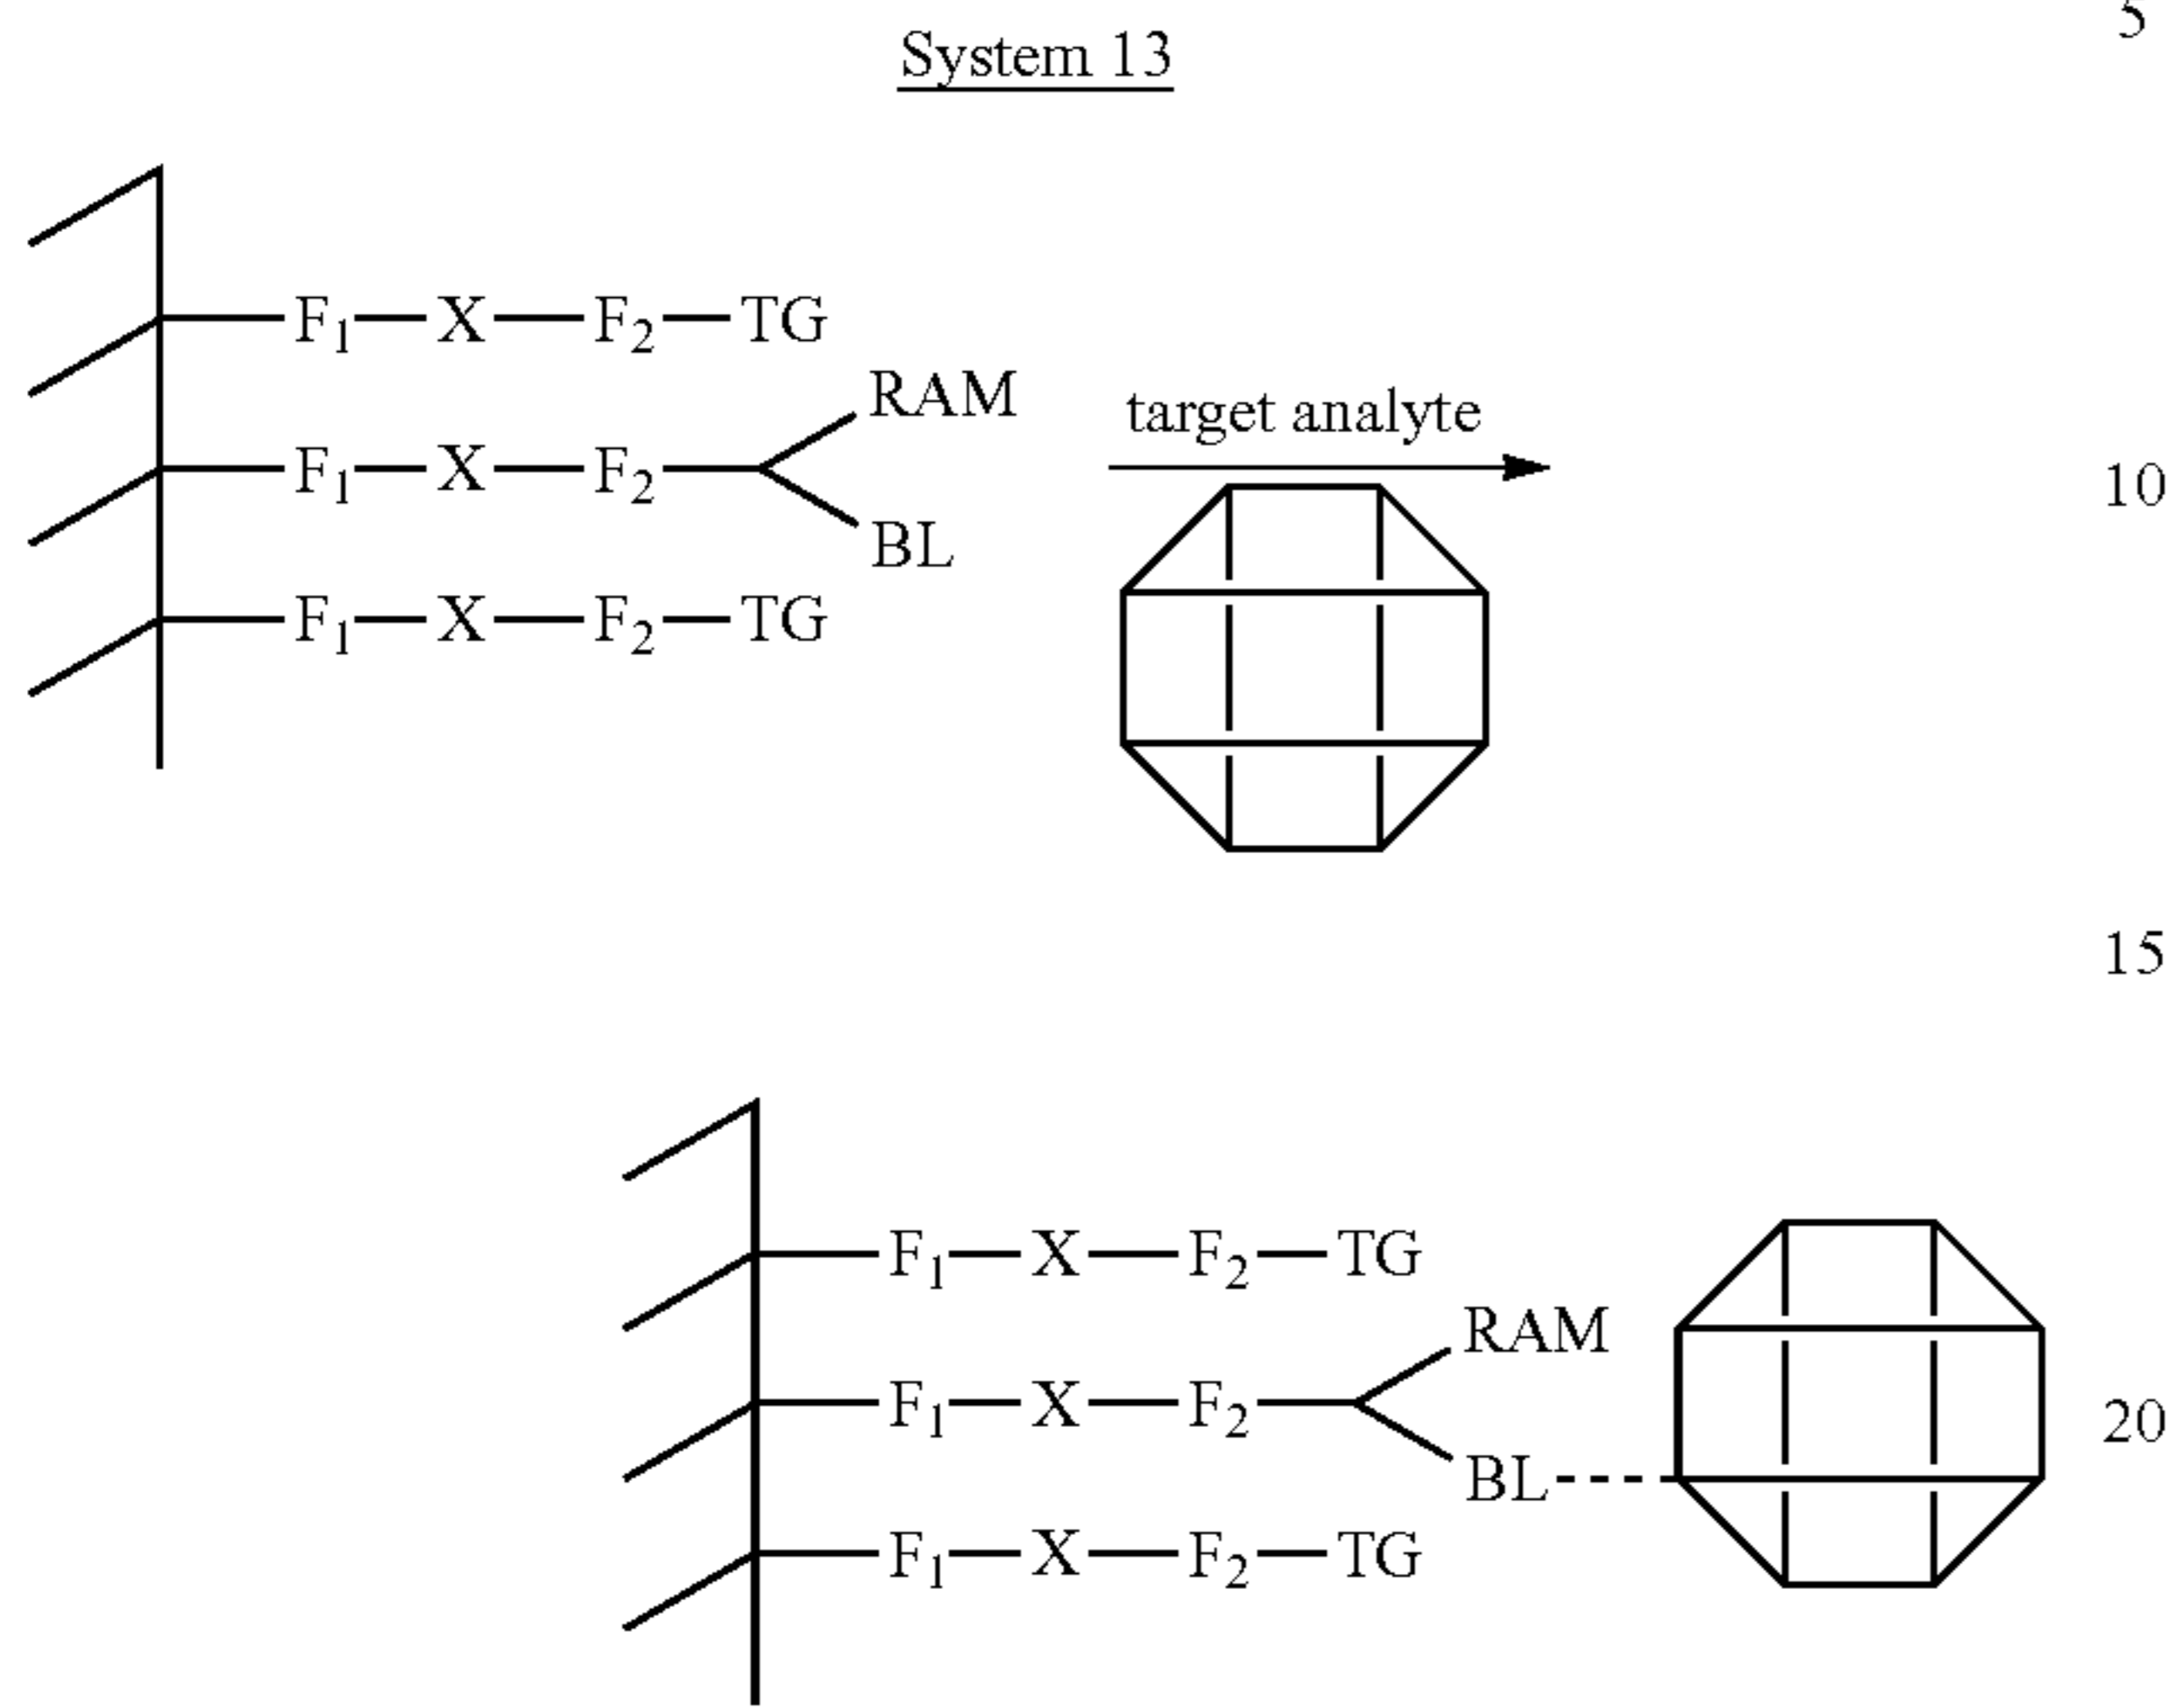 5
System 13
F₁—X—F₂—TG
RAM
target analyte
F₁—X—F₂
10
BL
F₁—X—F₂—TG
15
F₁—X—F₂—TG
RAM
F₁—X—F₂
20
BL
F₁—X—F₂—TG